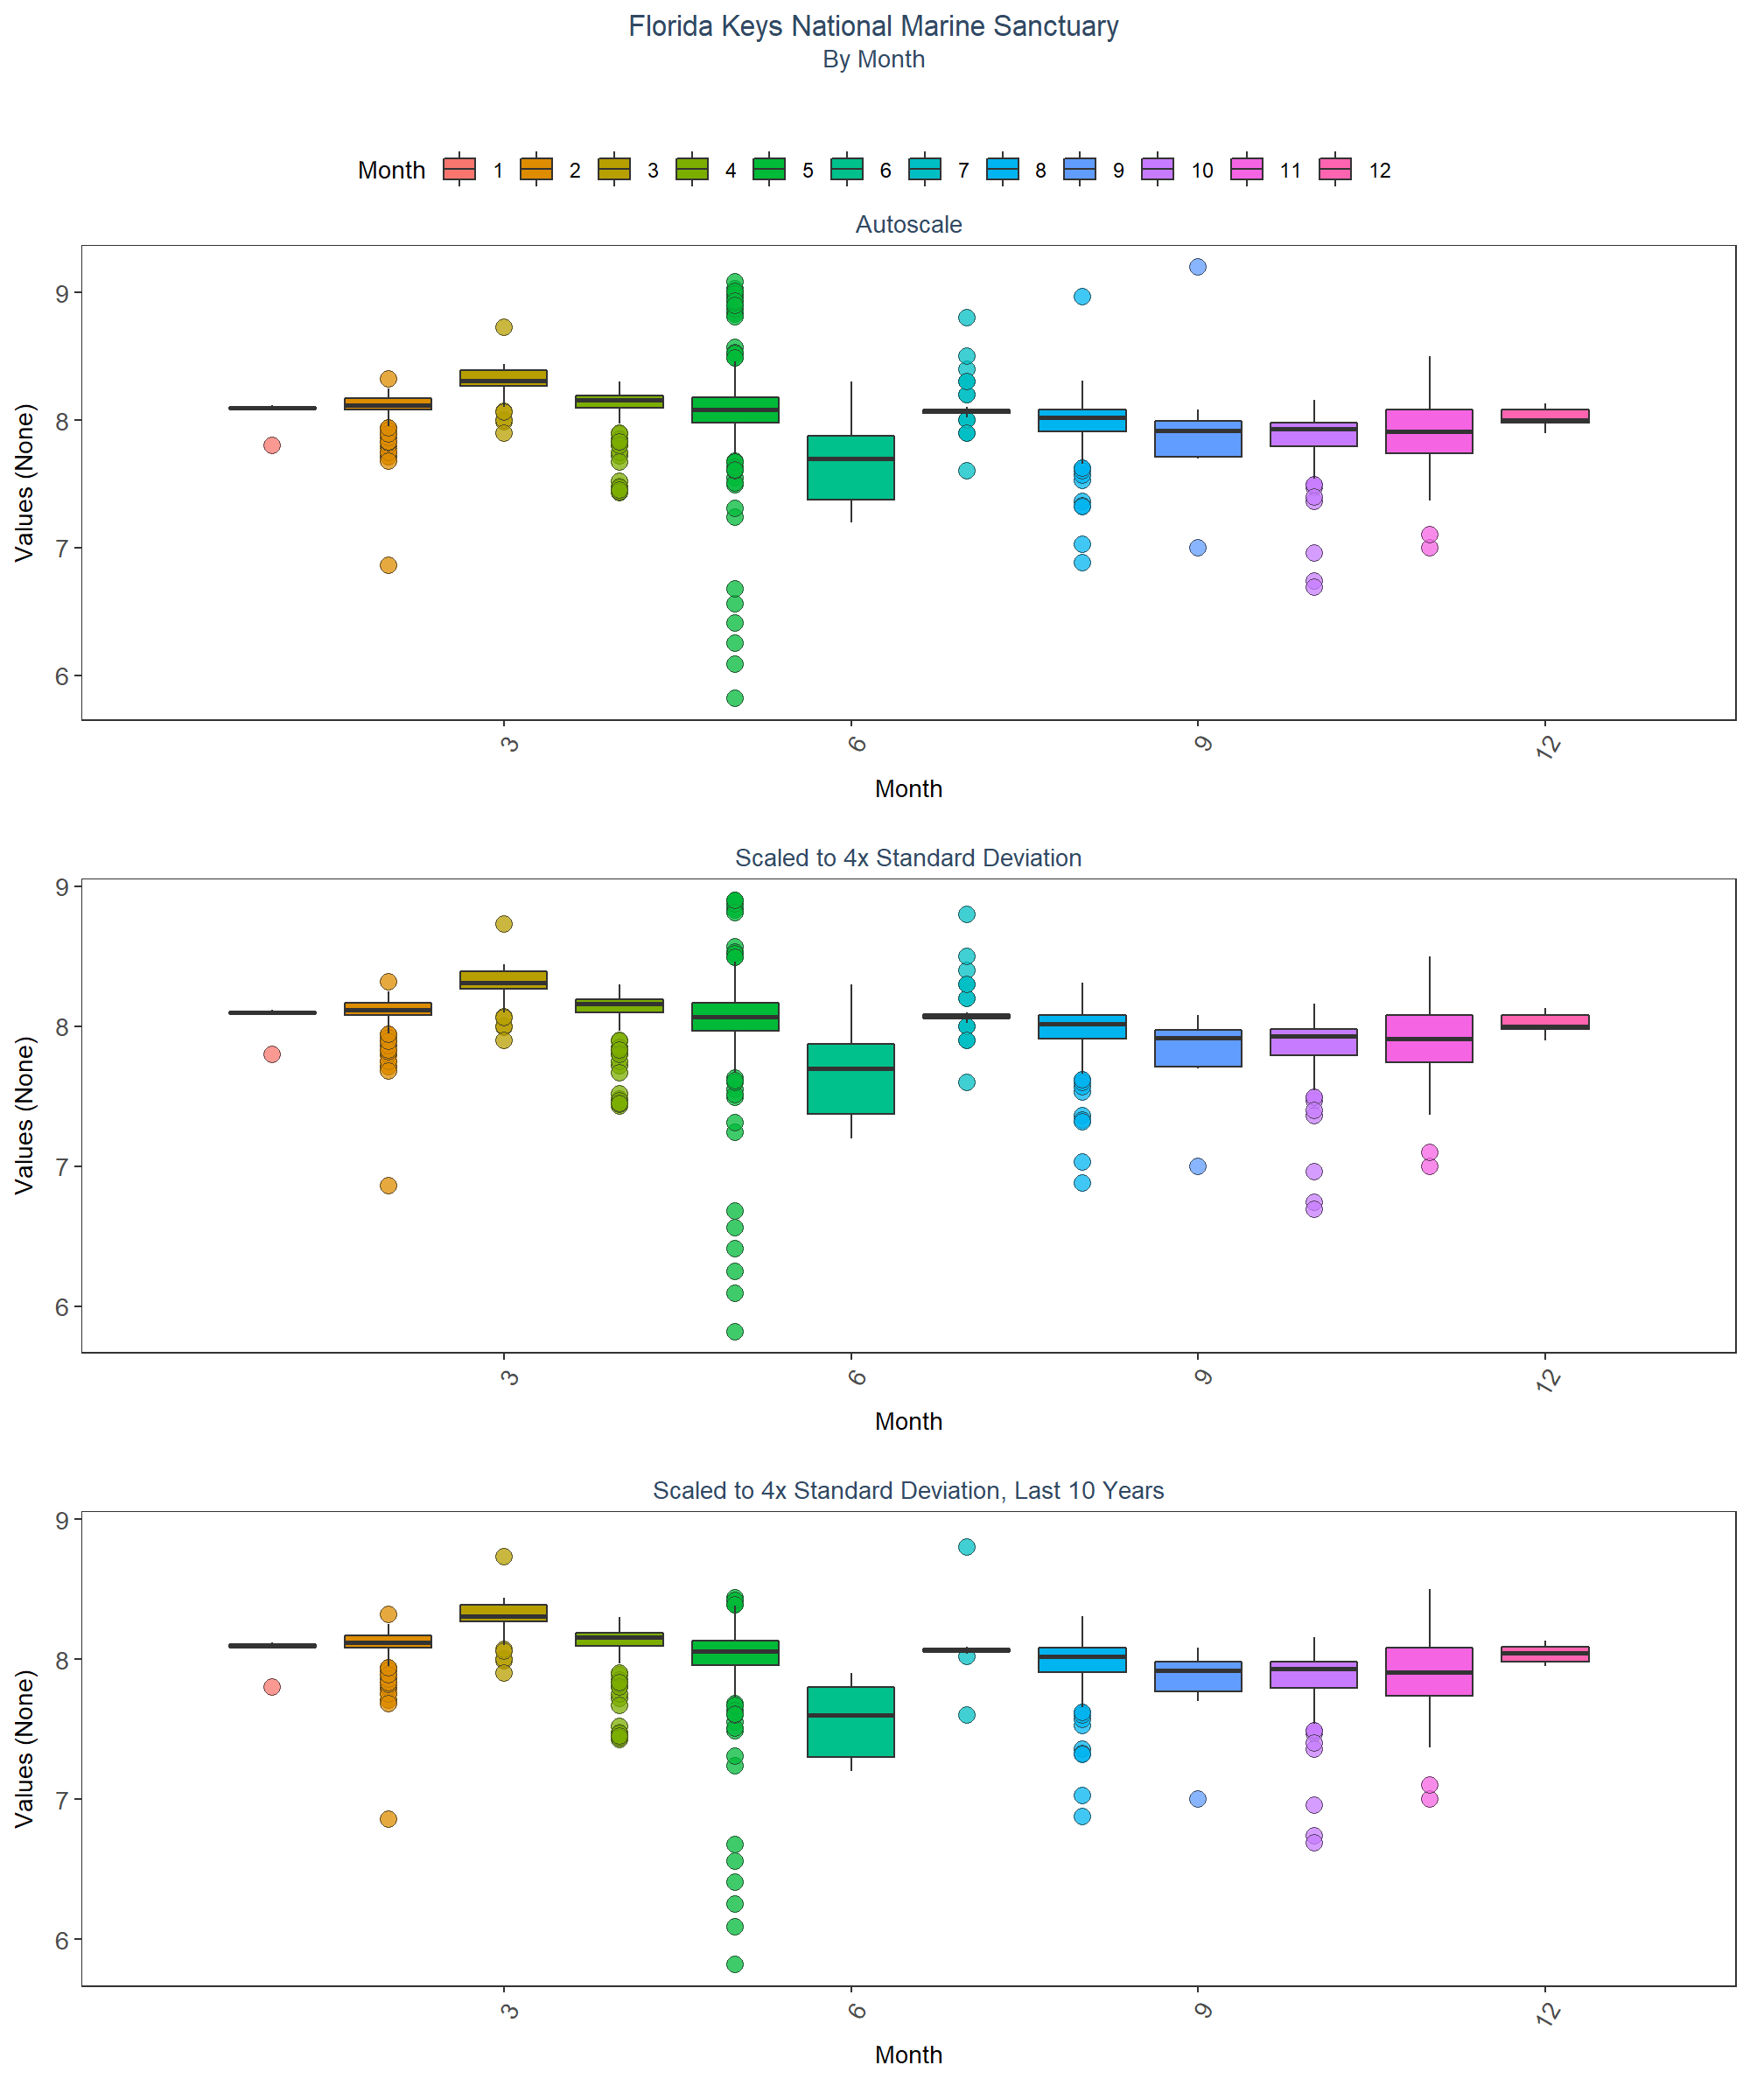 Florida Keys National Marine Sanctuary
By Month
Month 1 2 3 4 5 6 7 8 9 10 11 12
Autoscale
Values (None)
9
8
7
6
3 6 9 12
Month
Scaled to 4x Standard Deviation
Values (None)
9
8
7
6
3 6 9 12
Month
Scaled to 4x Standard Deviation, Last 10 Years
Values (None)
9
8
7
6
3 6 9 12
Month